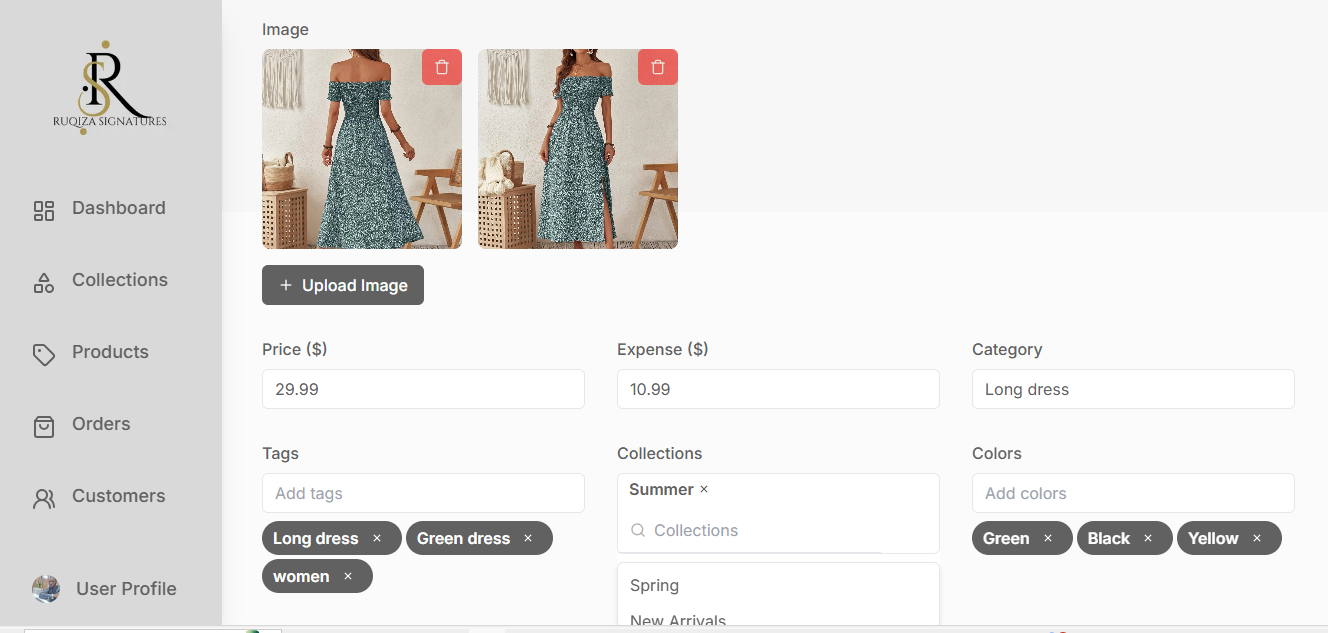 RUQIZA SIGNATURES
Dashboard
Collections
Products
Orders
Customers
User Profile
Image
+ Upload Image
Price ($)
Expense ($)
Category
29.99
10.99
Long dress
Tags
Collections
Colors
Add tags
Summer ×
Add colors
Collections
Long dress ×
Green dress ×
women ×
Green ×
Black ×
Yellow ×
Spring
New Arrivals